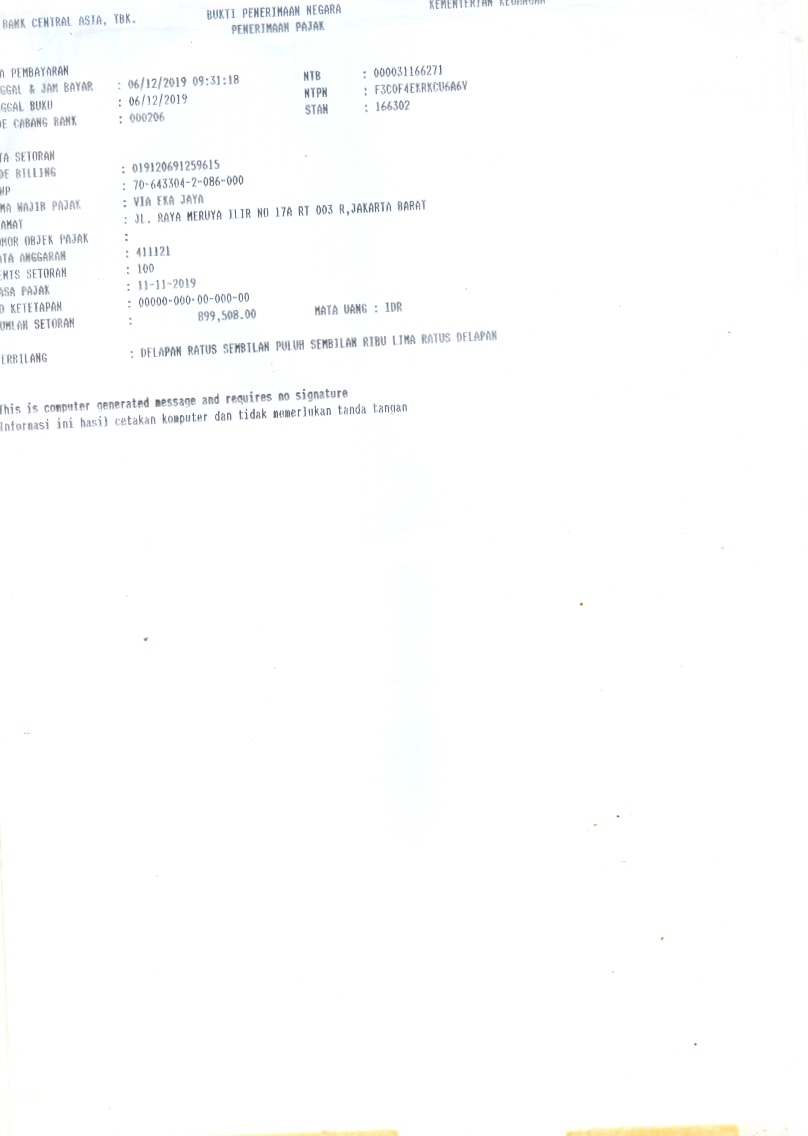 BANK CENTRAL ASIA, TBK. BUKTI PENERIMAAN NEGARA KEMENTERIAN KEUANGAN
PENERIMAAN PAJAK
A PEMBAYARAN
GGAL & JAM BAYAR : 06/12/2019 09:31:18 NTB : 000031166271
GGAL BUKU : 06/12/2019 NTPN : F3C0F4EKRKCU6A6V
E CABANG BANK : 000206 STAN : 166302
TA SETORAN
DE BILLING : 019120691259615
WP : 70-643304-2-086-000
MA WAJIB PAJAK : VIA EKA JAYA
AMAT : JL. RAYA MERUYA ILIR NO 17A RT 003 R,JAKARTA BARAT
OMOR OBJEK PAJAK :
ATA ANGGARAN : 411121
ENIS SETORAN : 100
ASA PAJAK : 11-11-2019
O KETETAPAN : 00000-000-00-000-00
UMLAH SETORAN : 899,508.00 MATA UANG : IDR
ERBILANG : DELAPAN RATUS SEMBILAN PULUH SEMBILAN RIBU LIMA RATUS DELAPAN
This is computer generated message and requires no signature
Informasi ini hasil cetakan komputer dan tidak memerlukan tanda tangan